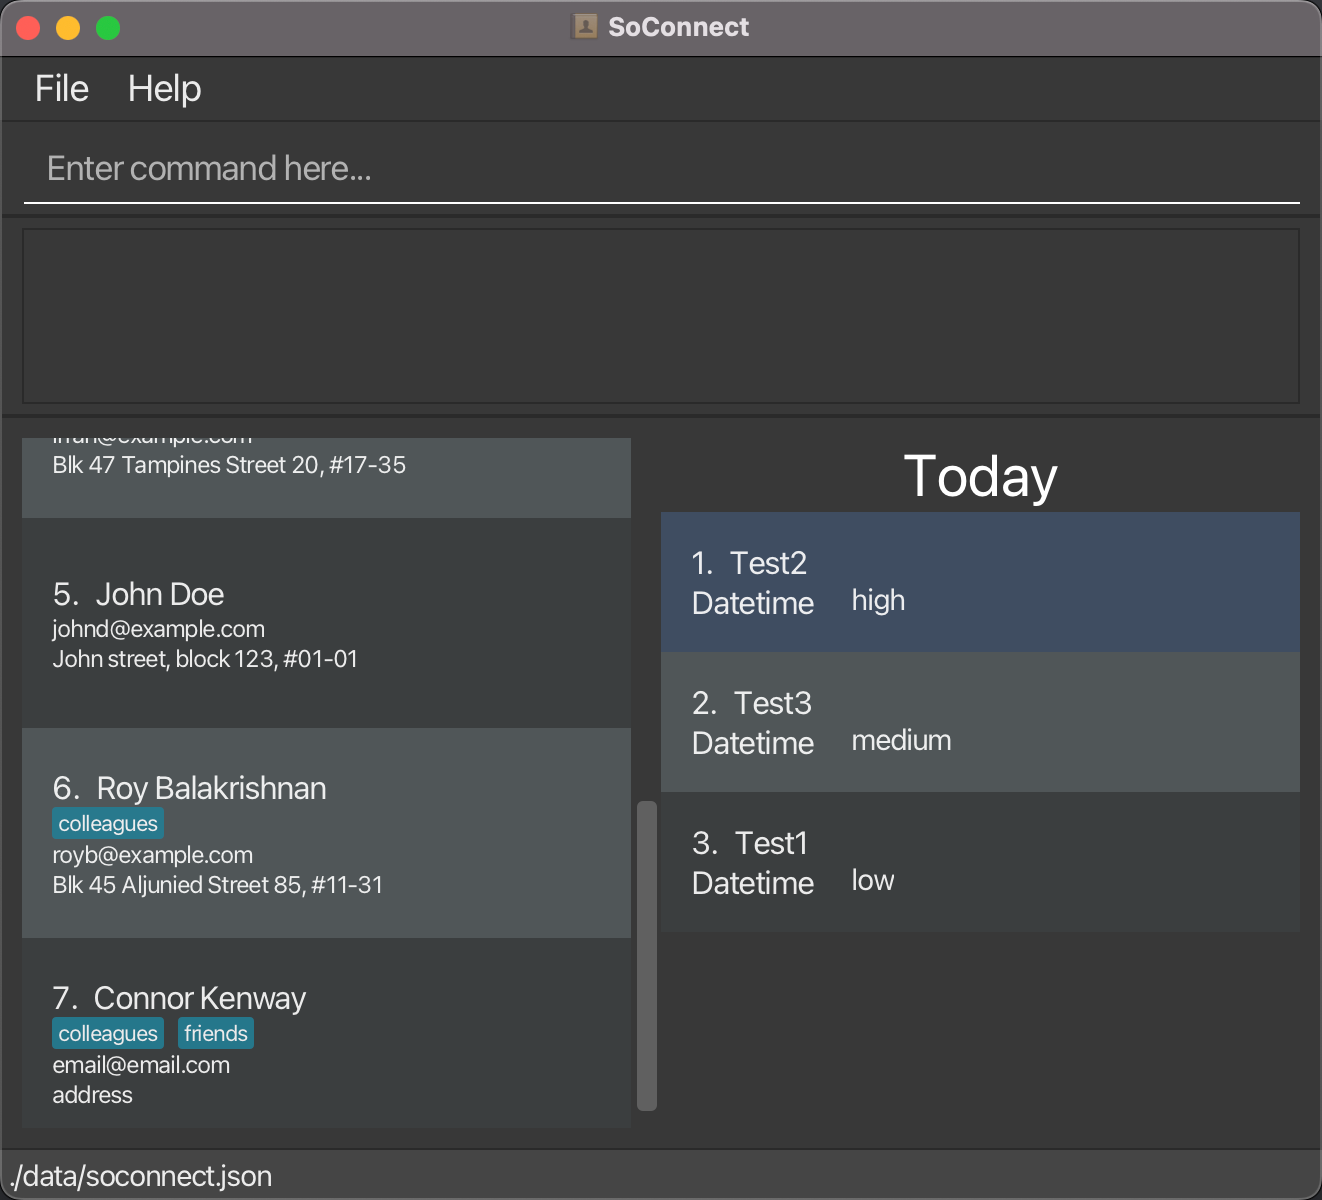 SoConnect
File Help
Enter command here...
Blk 47 Tampines Street 20, #17-35
5. John Doe
johnd@example.com
John street, block 123, #01-01
6. Roy Balakrishnan
colleagues
royb@example.com
Blk 45 Aljunied Street 85, #11-31
7. Connor Kenway
colleagues friends
email@email.com
address
Today
1. Test2
Datetime high
2. Test3
Datetime medium
3. Test1
Datetime low
./data/soconnect.json